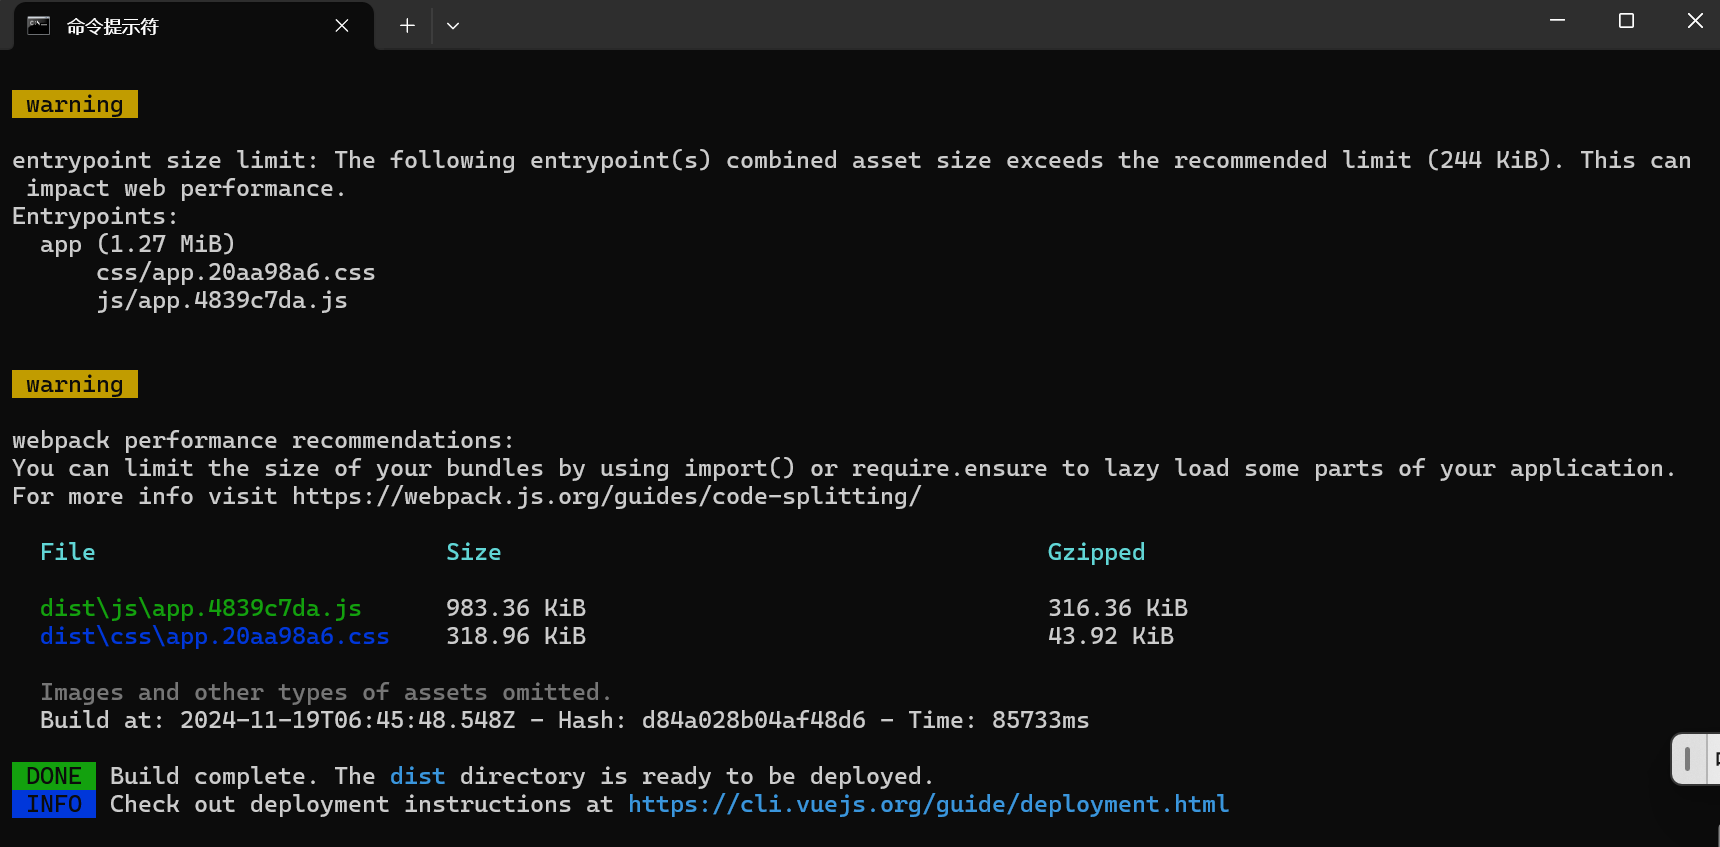 命令提示符
warning
entrypoint size limit: The following entrypoint(s) combined asset size exceeds the recommended limit (244 KiB). This can
impact web performance.
Entrypoints:
app (1.27 MiB)
css/app.20aa98a6.css
js/app.4839c7da.js
warning
webpack performance recommendations:
You can limit the size of your bundles by using import() or require.ensure to lazy load some parts of your application.
For more info visit https://webpack.js.org/guides/code-splitting/
File Size Gzipped
dist\js\app.4839c7da.js 983.36 KiB 316.36 KiB
dist\css\app.20aa98a6.css 318.96 KiB 43.92 KiB
Images and other types of assets omitted.
Build at: 2024-11-19T06:45:48.548Z - Hash: d84a028b04af48d6 - Time: 85733ms
DONE Build complete. The dist directory is ready to be deployed.
INFO Check out deployment instructions at https://cli.vuejs.org/guide/deployment.html